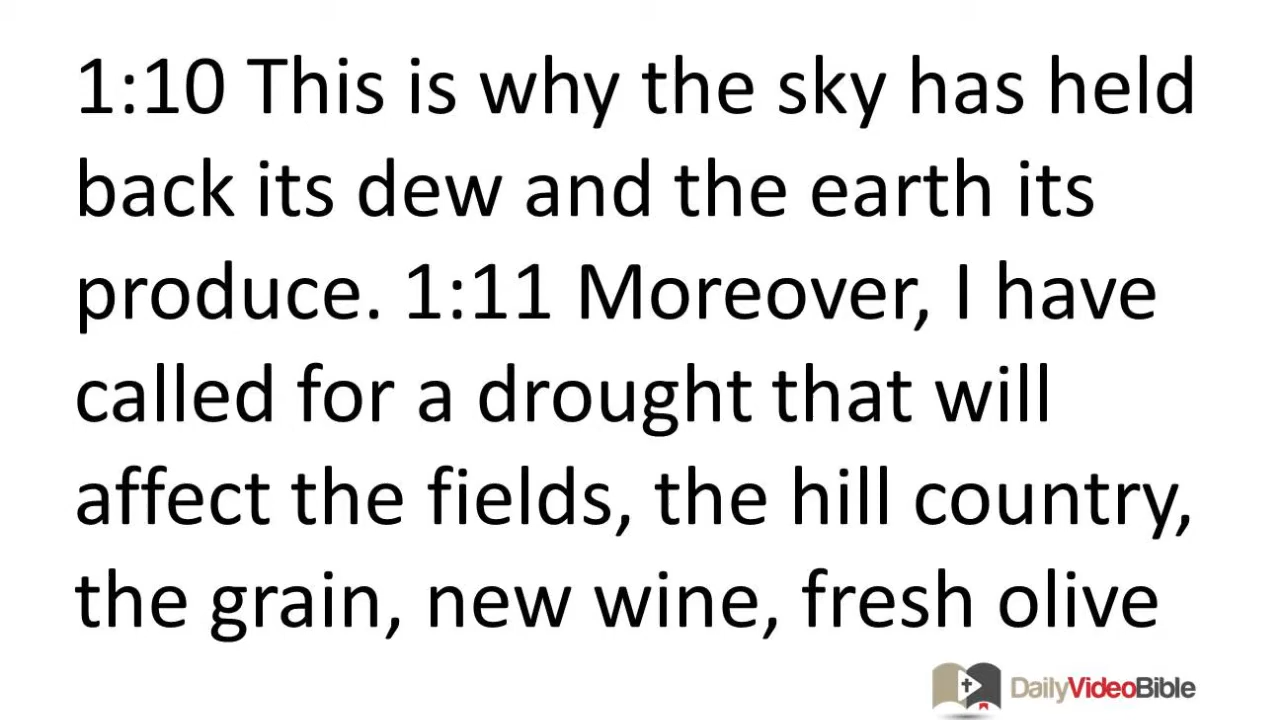 1:10 This is why the sky has held
back its dew and the earth its
produce. 1:11 Moreover, I have
called for a drought that will
affect the fields, the hill country,
the grain, new wine, fresh olive
DailyVideoBible